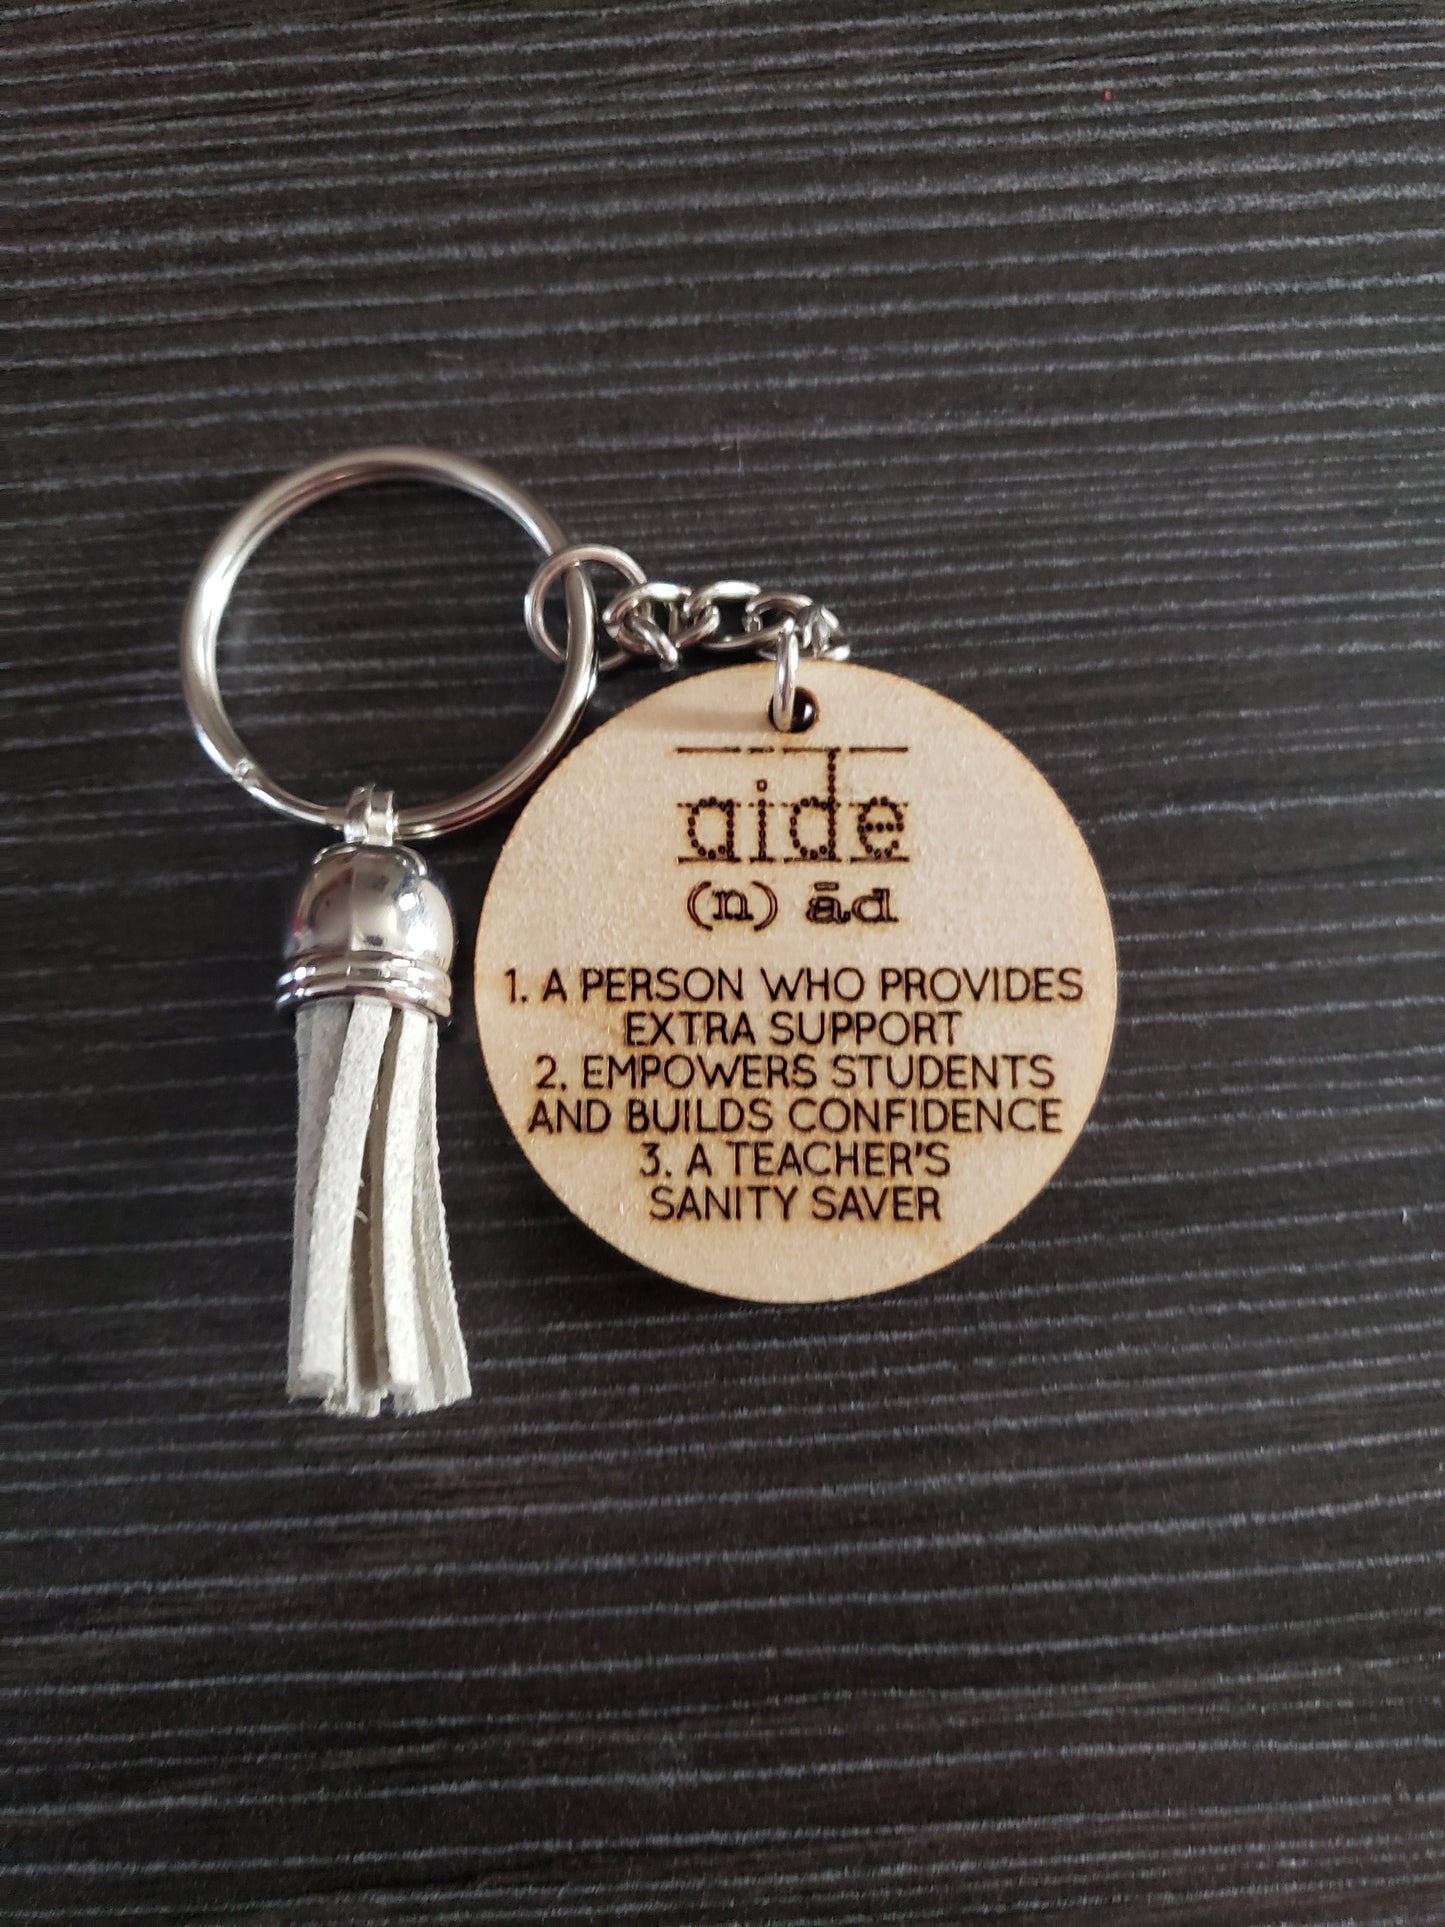 aide
(n) ād
1. A PERSON WHO PROVIDES
EXTRA SUPPORT
2. EMPOWERS STUDENTS
AND BUILDS CONFIDENCE
3. A TEACHER'S
SANITY SAVER